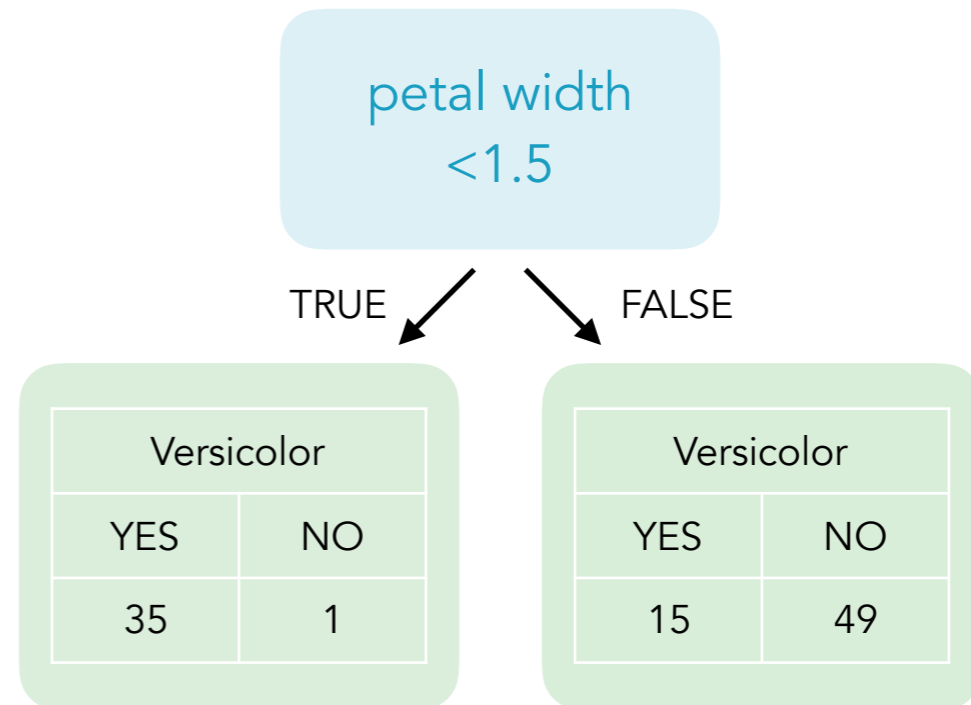 petal width
<1.5
TRUE FALSE
Versicolor Versicolor
YES NO YES NO
35 1 15 49